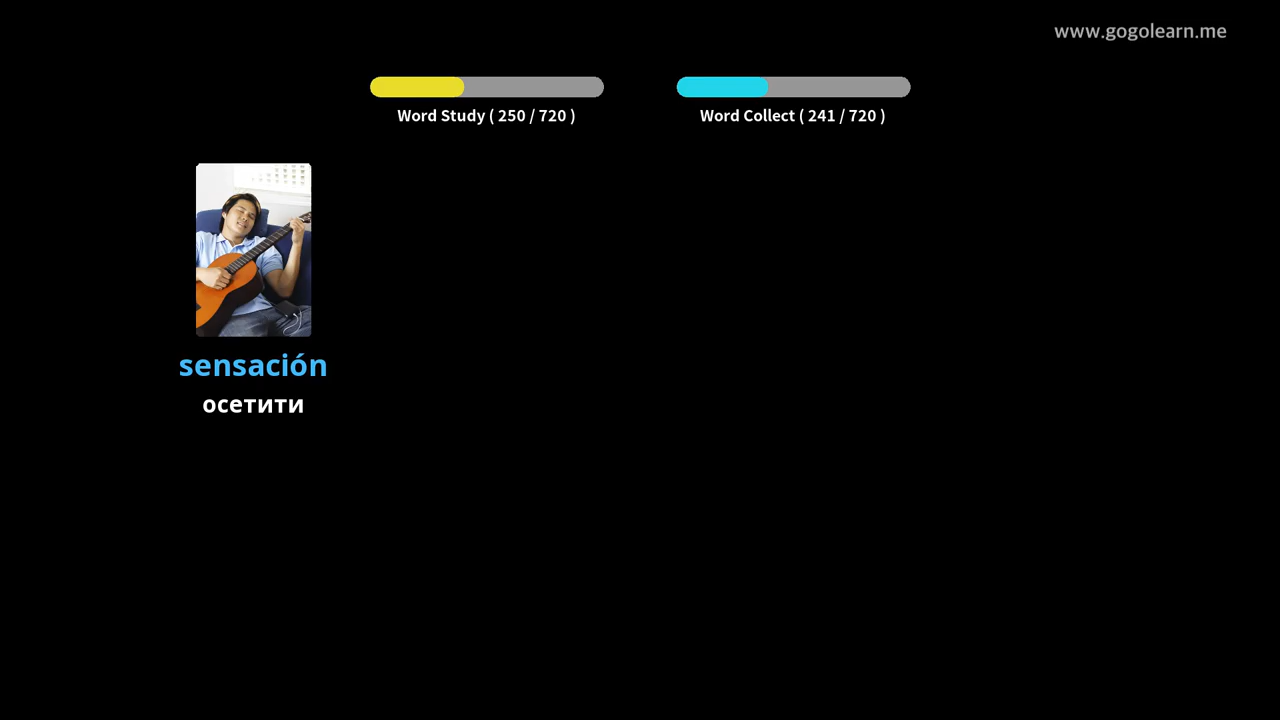 www.gogolearn.me
Word Study ( 250 / 720 )
Word Collect ( 241 / 720 )
sensación
осетити